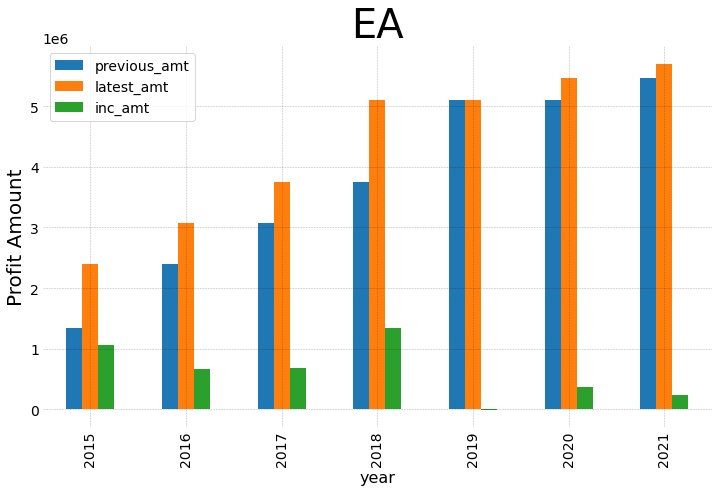 EA
1e6
previous_amt
latest_amt
inc_amt
Profit Amount
5
4
3
2
1
0
2015
2016
2017
2018
2019
2020
2021
year